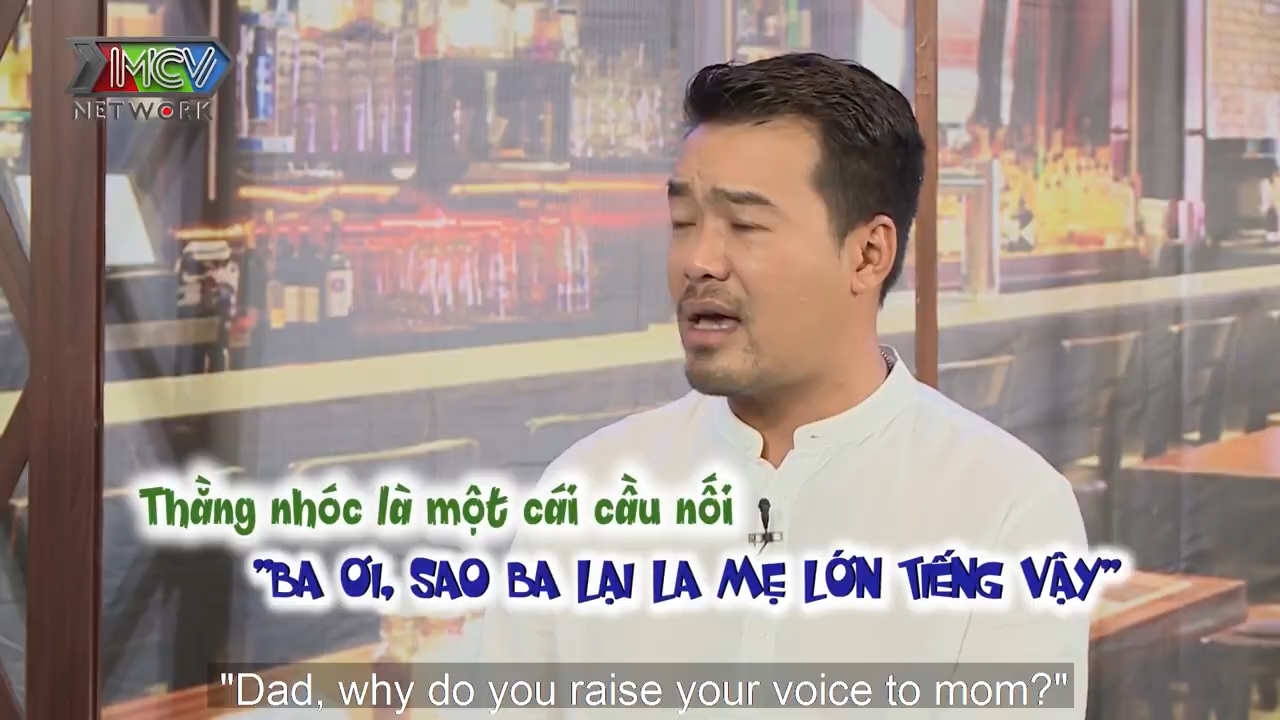 MCV
NETWORK
Thằng nhóc là một cái cầu nối
"BA ƠI, SAO BA LẠI LA MẸ LỚN TIẾNG VẬY"
"Dad, why do you raise your voice to mom?"